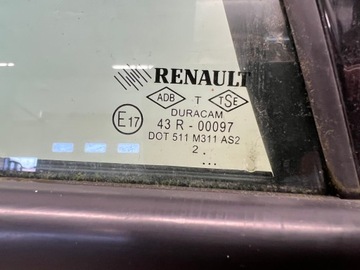 RENAULT
ADB T TSE
DURACAM
E17 43 R - 00097
DOT 511 M311 AS2
2 ...